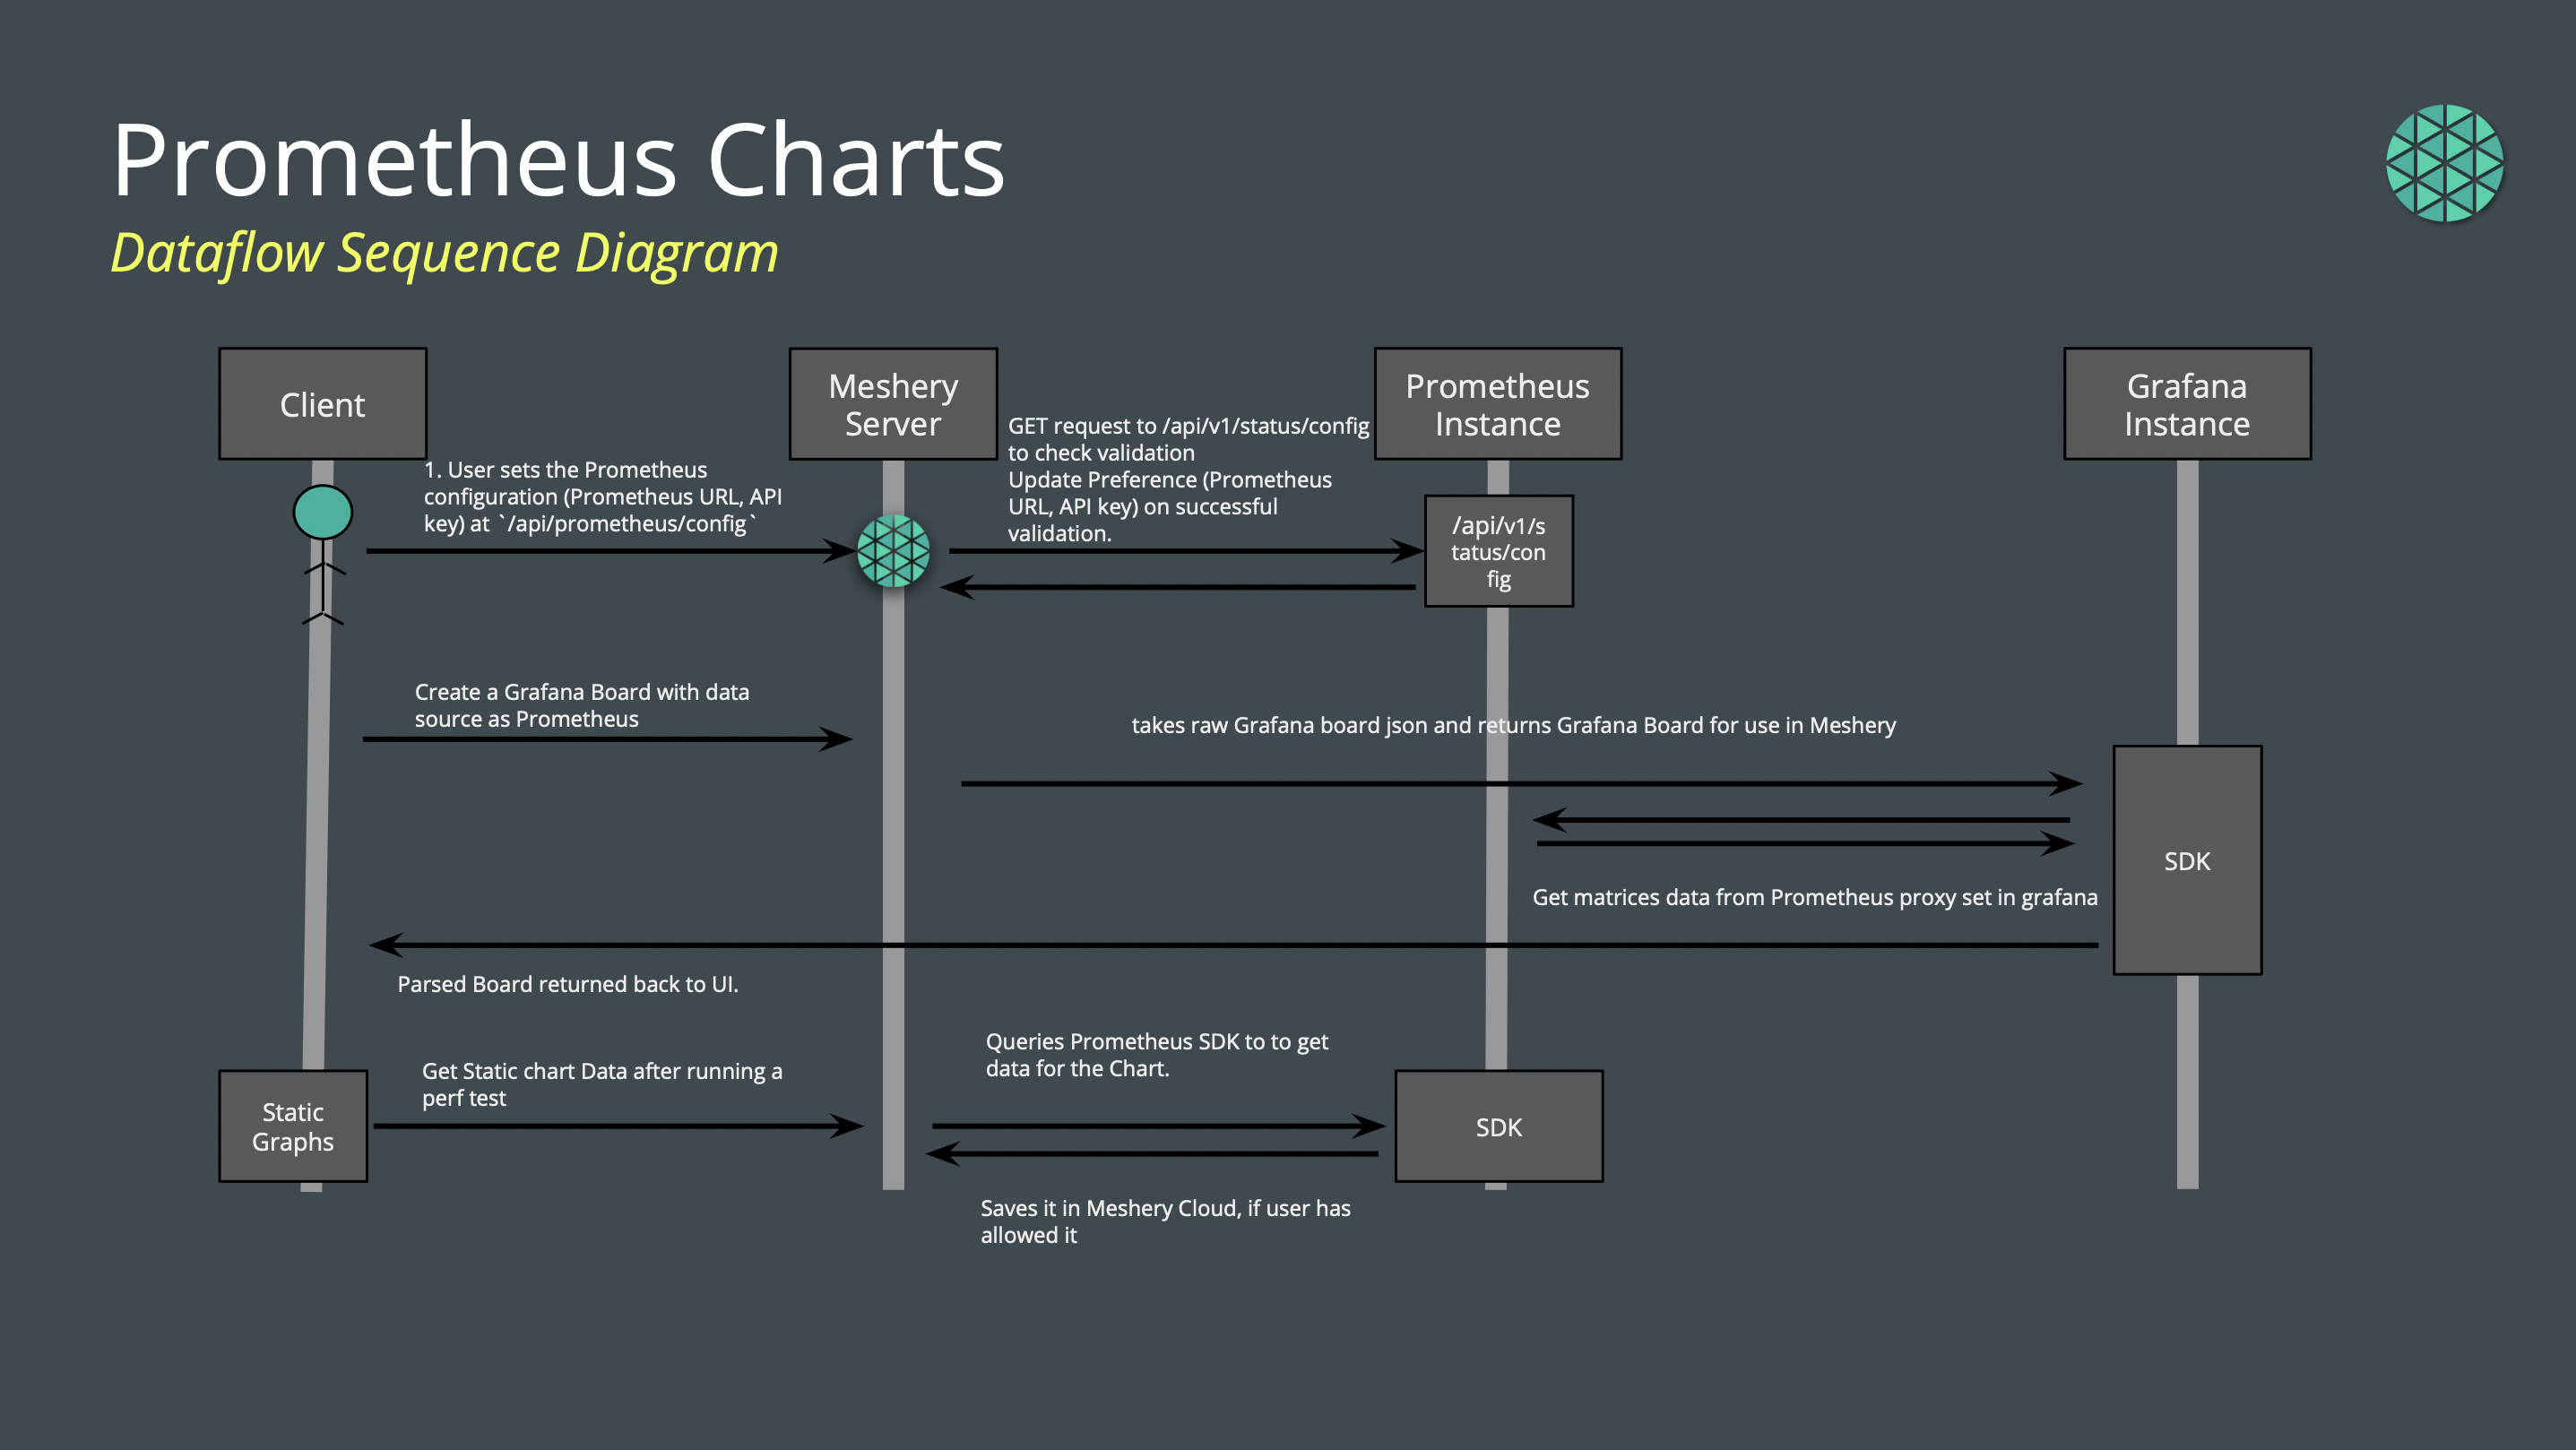 Prometheus Charts
Dataflow Sequence Diagram
Client
Meshery
Server
Prometheus
Instance
Grafana
Instance
1. User sets the Prometheus
configuration (Prometheus URL, API
key) at `/api/prometheus/config`
GET request to /api/v1/status/config
to check validation
Update Preference (Prometheus
URL, API key) on successful
validation.
/api/v1/s
tatus/con
fig
Create a Grafana Board with data
source as Prometheus
takes raw Grafana board json and returns Grafana Board for use in Meshery
SDK
Get matrices data from Prometheus proxy set in grafana
Parsed Board returned back to UI.
Static
Graphs
Get Static chart Data after running a
perf test
Queries Prometheus SDK to to get
data for the Chart.
SDK
Saves it in Meshery Cloud, if user has
allowed it